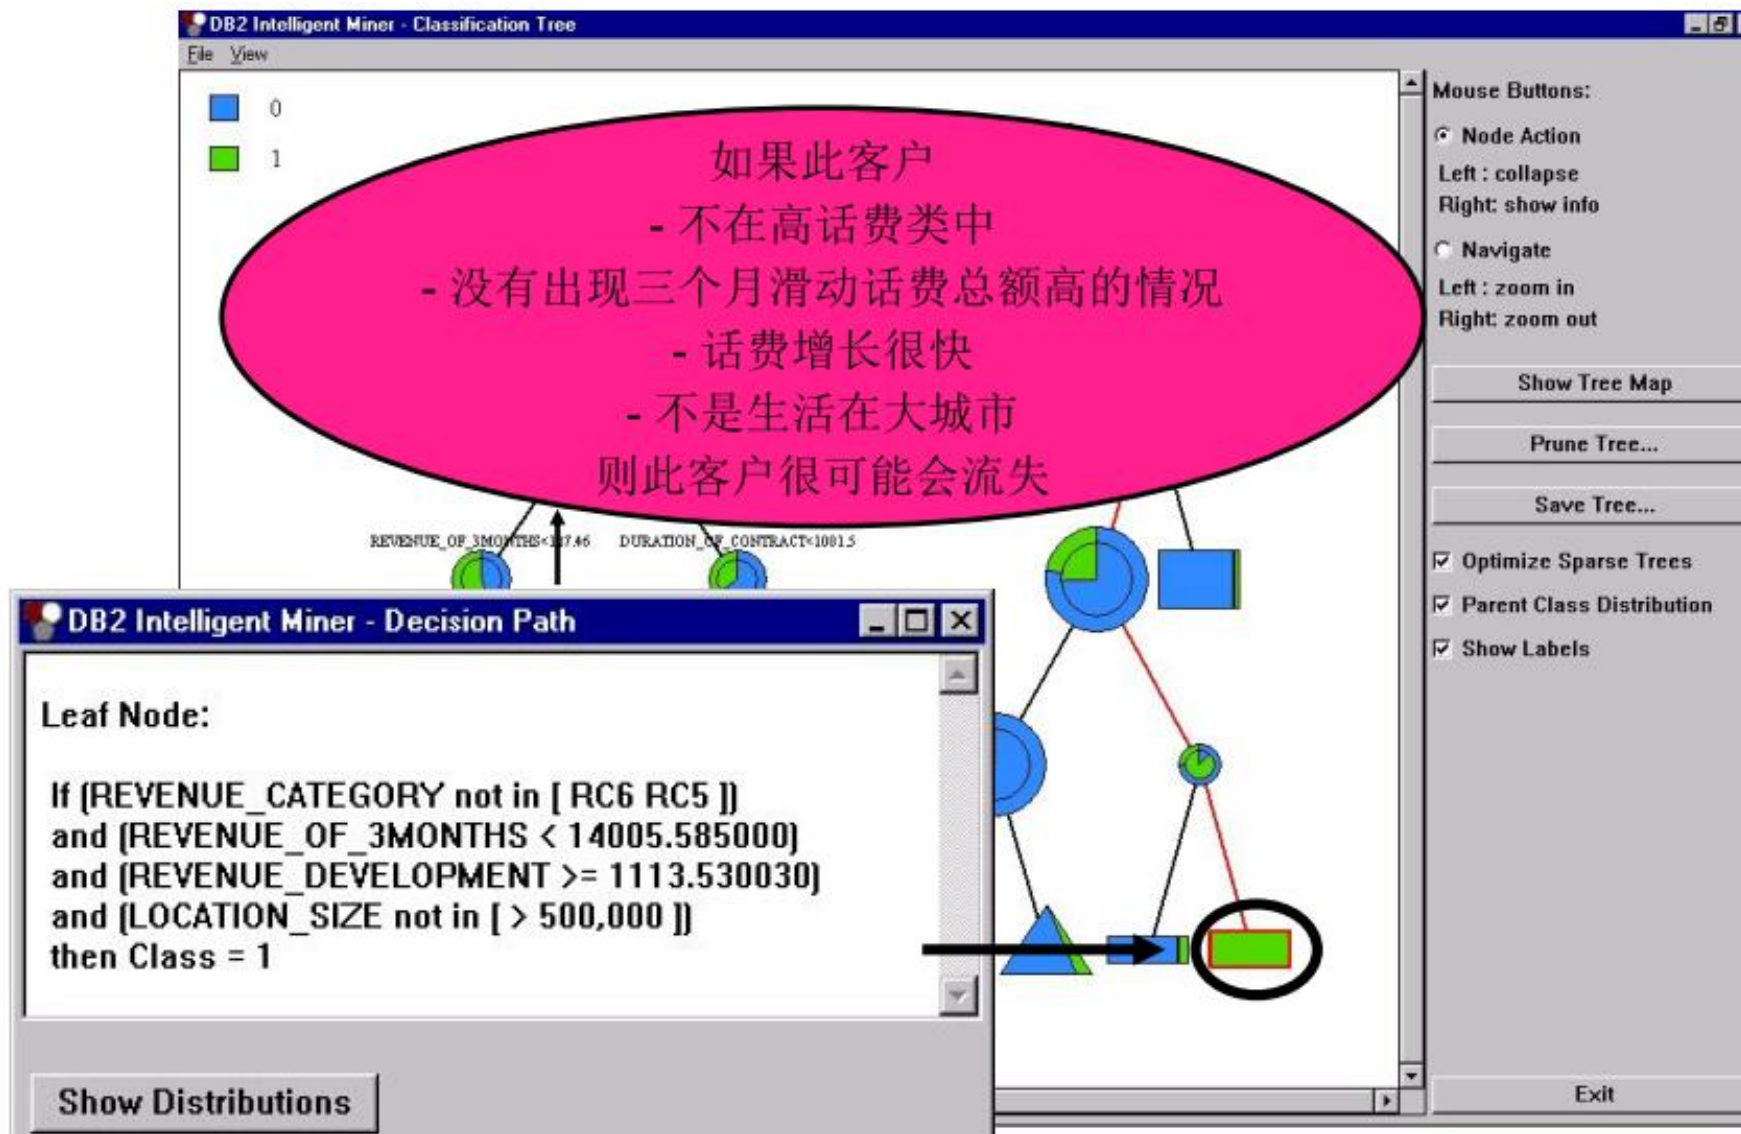 DB2 Intelligent Miner - Classification Tree
File View
0
1
如果此客户
- 不在高话费类中
- 没有出现三个月滑动话费总额高的情况
- 话费增长很快
- 不是生活在大城市
则此客户很可能会流失
DURATION_OF_CONTRACT<1081.5
DB2 Intelligent Miner - Decision Path
Leaf Node:
If (REVENUE_CATEGORY not in [ RC6 RC5 ])
and (REVENUE_OF_3MONTHS < 14005.585000)
and (REVENUE_DEVELOPMENT >= 1113.530030)
and (LOCATION_SIZE not in [ > 500,000 ])
then Class = 1
Show Distributions
Mouse Buttons:
Node Action
Left : collapse
Right: show info
Navigate
Left : zoom in
Right: zoom out
Show Tree Map
Prune Tree...
Save Tree...
Optimize Sparse Trees
Parent Class Distribution
Show Labels
Exit